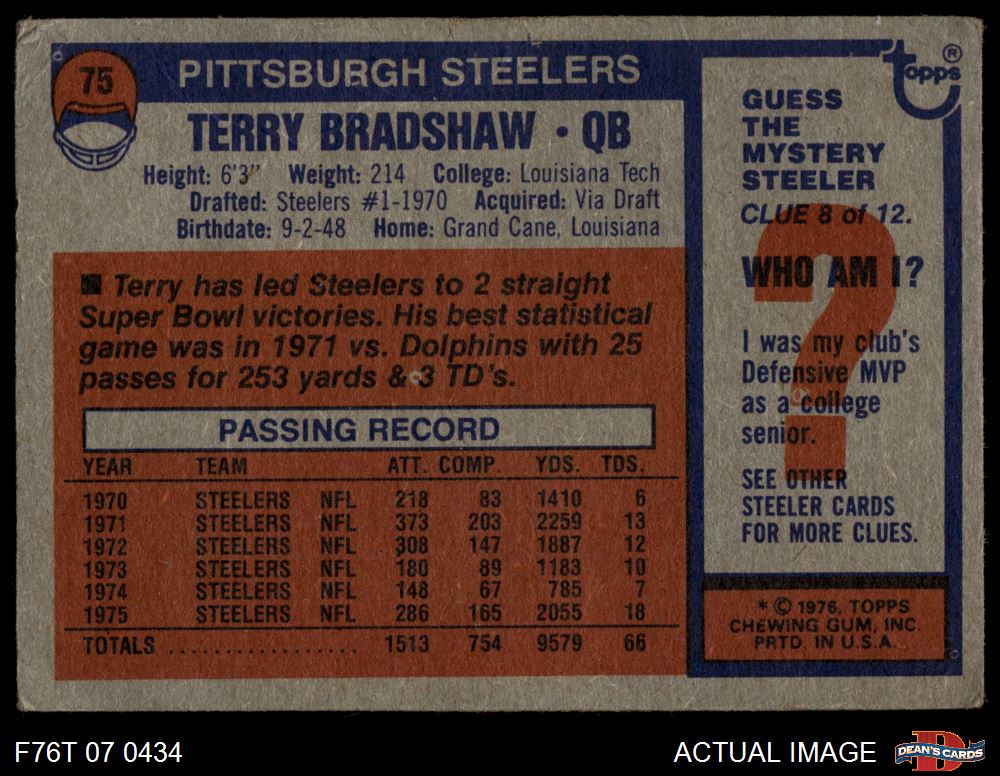 75
PITTSBURGH STEELERS
TERRY BRADSHAW · QB
Height: 6'3" Weight: 214 College: Louisiana Tech
Drafted: Steelers #1-1970 Acquired: Via Draft
Birthdate: 9-2-48 Home: Grand Cane, Louisiana
■ Terry has led Steelers to 2 straight
Super Bowl victories. His best statistical
game was in 1971 vs. Dolphins with 25
passes for 253 yards & 3 TD's.
PASSING RECORD
YEAR TEAM ATT. COMP. YDS. TDS.
1970 STEELERS NFL 218 83 1410 6
1971 STEELERS NFL 373 203 2259 13
1972 STEELERS NFL 308 147 1887 12
1973 STEELERS NFL 180 89 1183 10
1974 STEELERS NFL 148 67 785 7
1975 STEELERS NFL 286 165 2055 18
TOTALS ................. 1513 754 9579 66
Topps ®
GUESS
THE
MYSTERY
STEELER
CLUE 8 of 12.
?
WHO AM I?
I was my club's
Defensive MVP
as a college
senior.
SEE OTHER
STEELER CARDS
FOR MORE CLUES.
* © 1976, TOPPS
CHEWING GUM, INC.
PRTD. IN U.S.A.
F76T 07 0434
ACTUAL IMAGE
D
DEAN'S CARDS